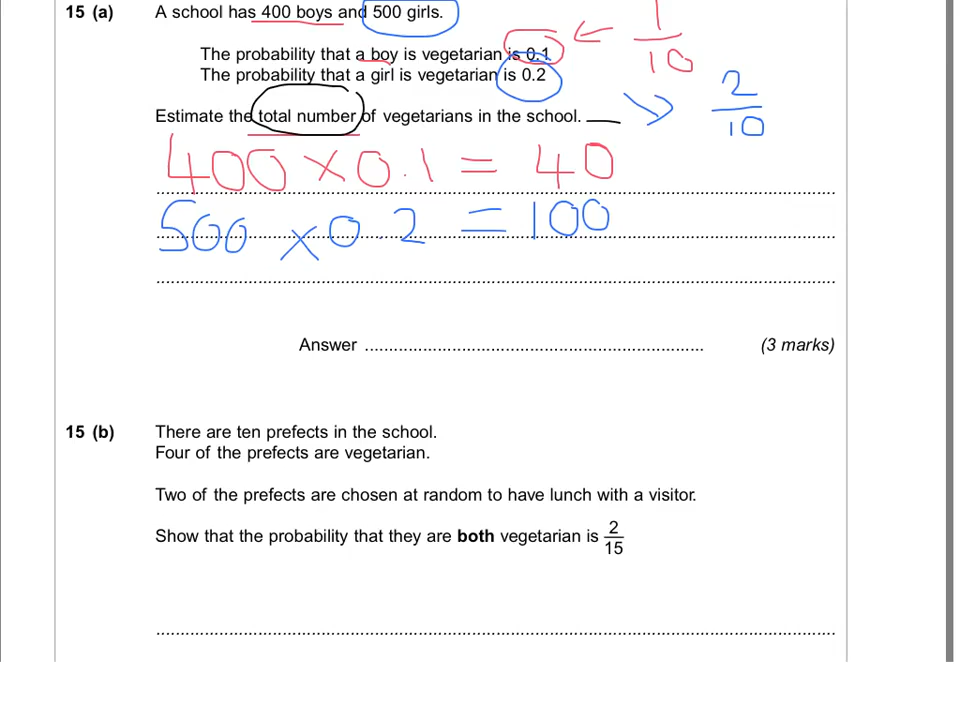 15 (a) A school has 400 boys and 500 girls.
The probability that a boy is vegetarian is 0.1 ← 1/10
The probability that a girl is vegetarian is 0.2
2/10
Estimate the total number of vegetarians in the school.
400 × 0.1 = 40
500 × 0.2 = 100
Answer ...................................................................... (3 marks)
15 (b) There are ten prefects in the school.
Four of the prefects are vegetarian.
Two of the prefects are chosen at random to have lunch with a visitor.
Show that the probability that they are both vegetarian is 2/15